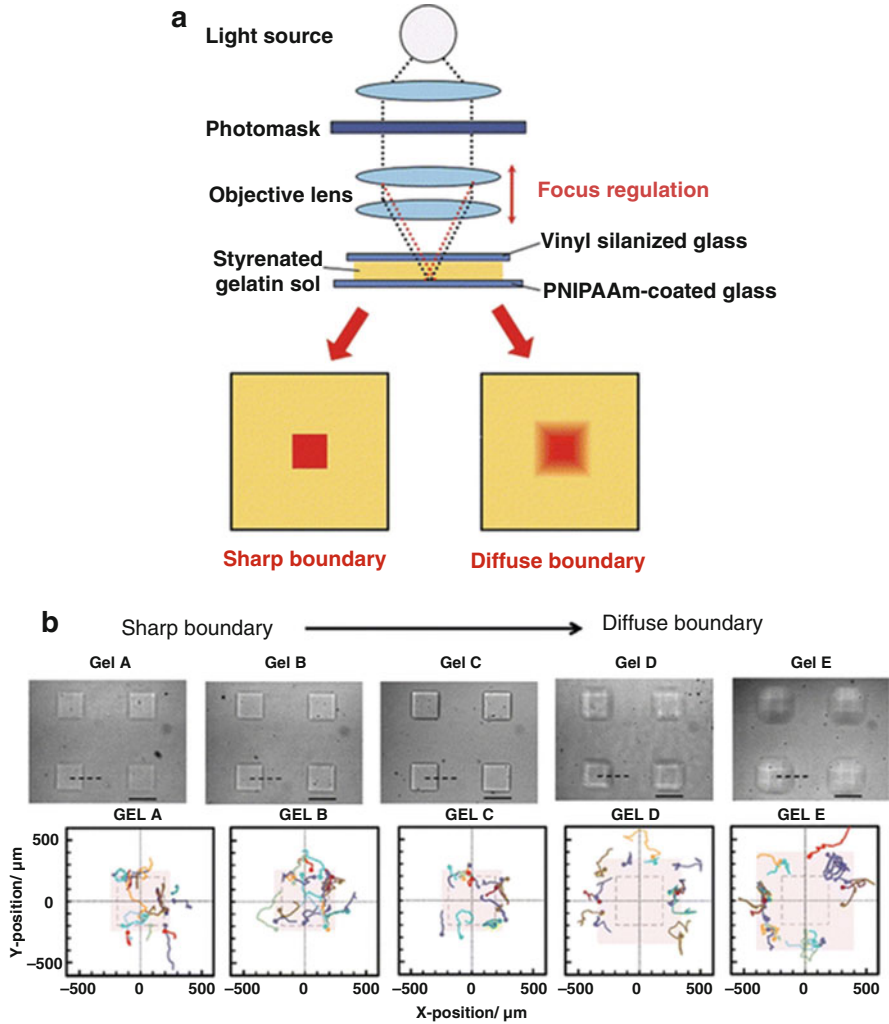 a
Light source
Photomask
Objective lens
Focus regulation
Vinyl silanized glass
Styrenated
gelatin sol
PNIPAAm-coated glass
Sharp boundary
Diffuse boundary
b
Sharp boundary
Diffuse boundary
Gel A
Gel B
Gel C
Gel D
Gel E
GEL A
GEL B
GEL C
GEL D
GEL E
Y-position/ μm
500
0
–500
–500 0 500
–500 0 500
–500 0 500
–500 0 500
–500 0 500
X-position/ μm